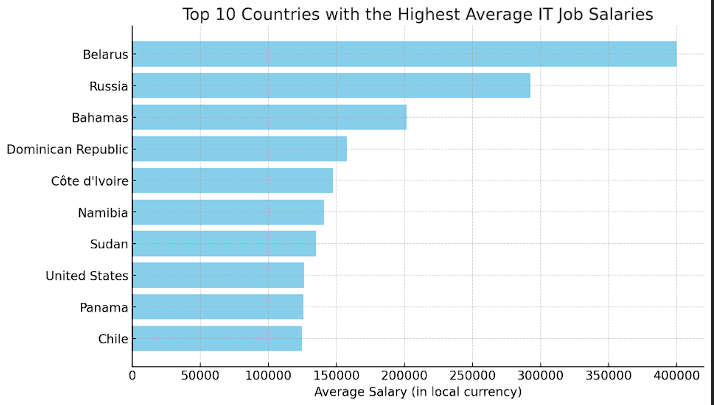 Top 10 Countries with the Highest Average IT Job Salaries
Belarus
Russia
Bahamas
Dominican Republic
Côte d'Ivoire
Namibia
Sudan
United States
Panama
Chile
0 50000 100000 150000 200000 250000 300000 350000 400000
Average Salary (in local currency)